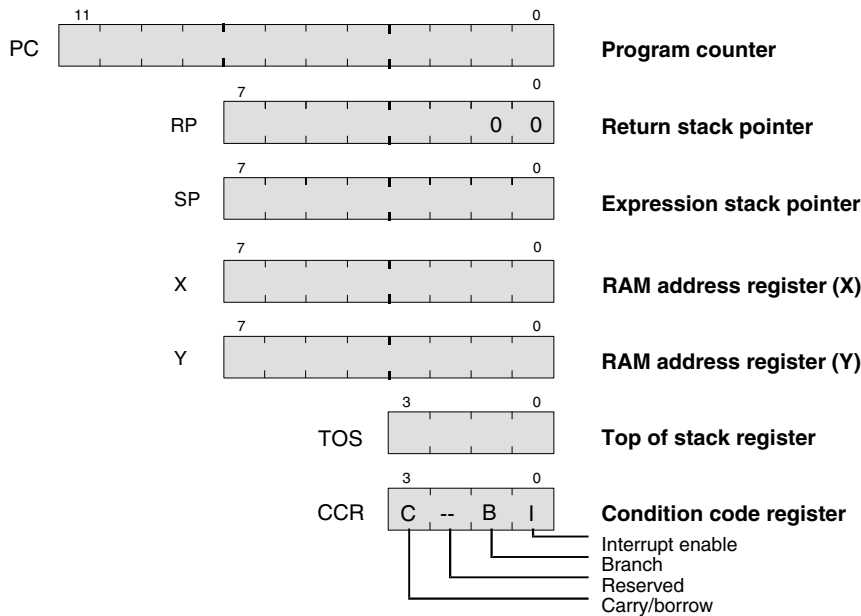 11 0
PC Program counter
7 0
RP 0 0 Return stack pointer
7 0
SP Expression stack pointer
7 0
X RAM address register (X)
7 0
Y RAM address register (Y)
3 0
TOS Top of stack register
3 0
CCR C -- B I Condition code register
Interrupt enable
Branch
Reserved
Carry/borrow